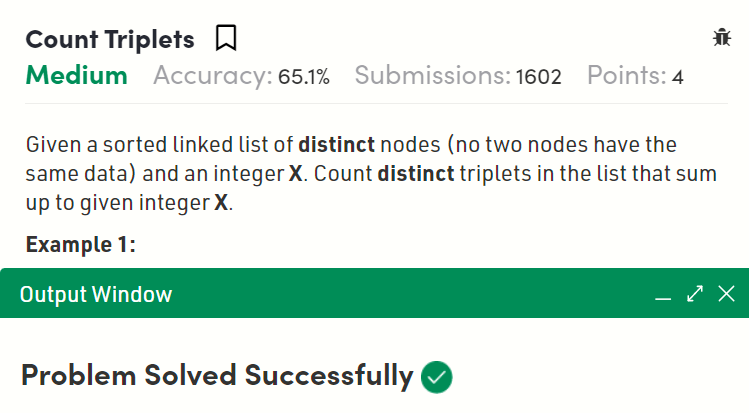 Count Triplets
Medium Accuracy: 65.1% Submissions: 1602 Points: 4
Given a sorted linked list of distinct nodes (no two nodes have the
same data) and an integer X. Count distinct triplets in the list that sum
up to given integer X.
Example 1:
Output Window
Problem Solved Successfully